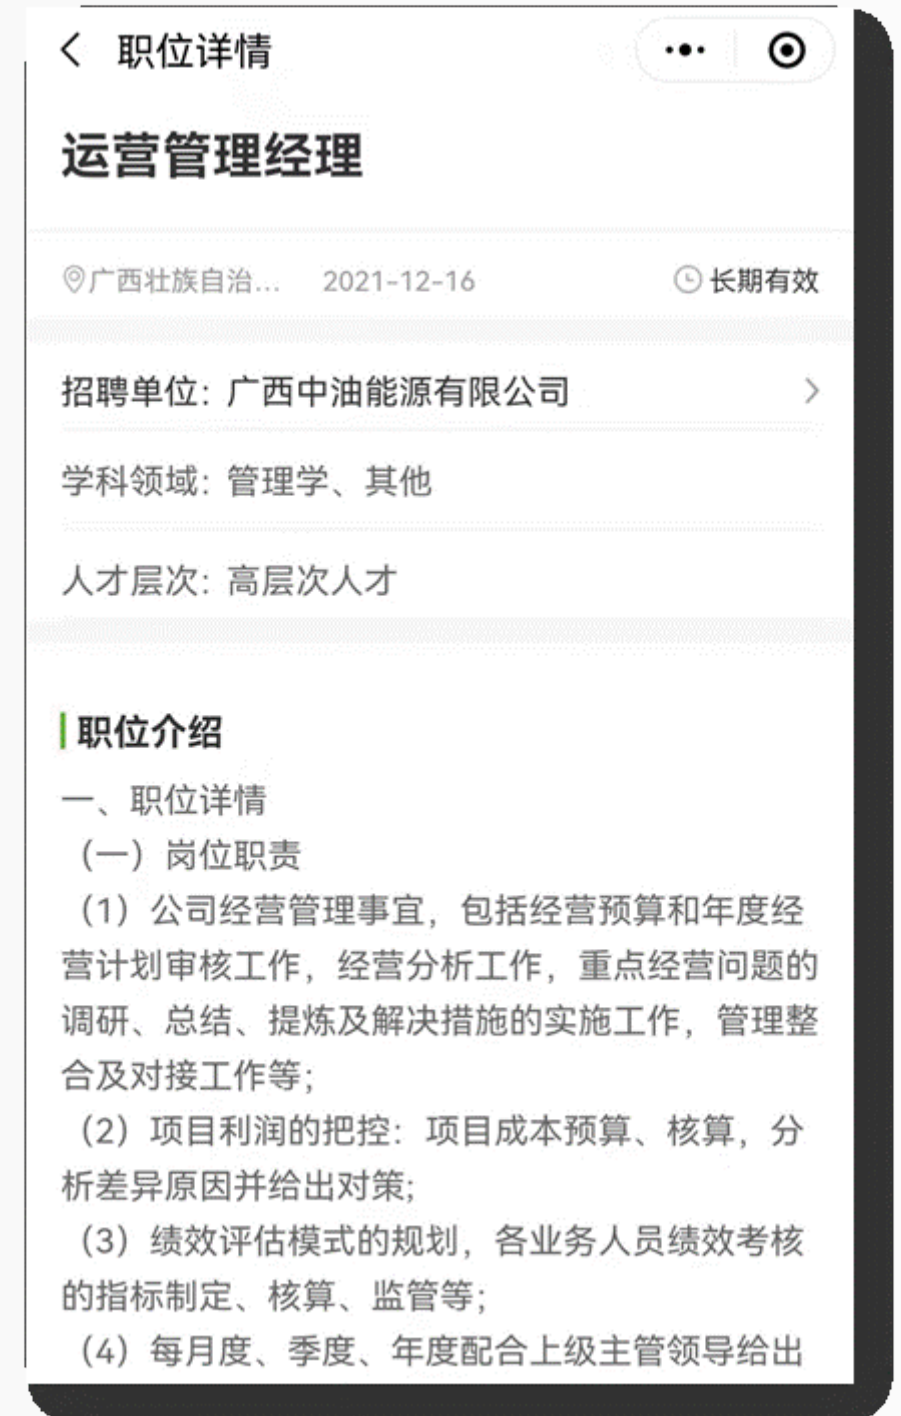 职位详情
运营管理经理
广西壮族自治... 2021-12-16 长期有效
招聘单位：广西中油能源有限公司
学科领域：管理学、其他
人才层次：高层次人才
职位介绍
一、职位详情
（一）岗位职责
（1）公司经营管理事宜，包括经营预算和年度经
营计划审核工作，经营分析工作，重点经营问题的
调研、总结、提炼及解决措施的实施工作，管理整
合及对接工作等;
（2）项目利润的把控：项目成本预算、核算，分
析差异原因并给出对策;
（3）绩效评估模式的规划，各业务人员绩效考核
的指标制定、核算、监管等;
（4）每月度、季度、年度配合上级主管领导给出